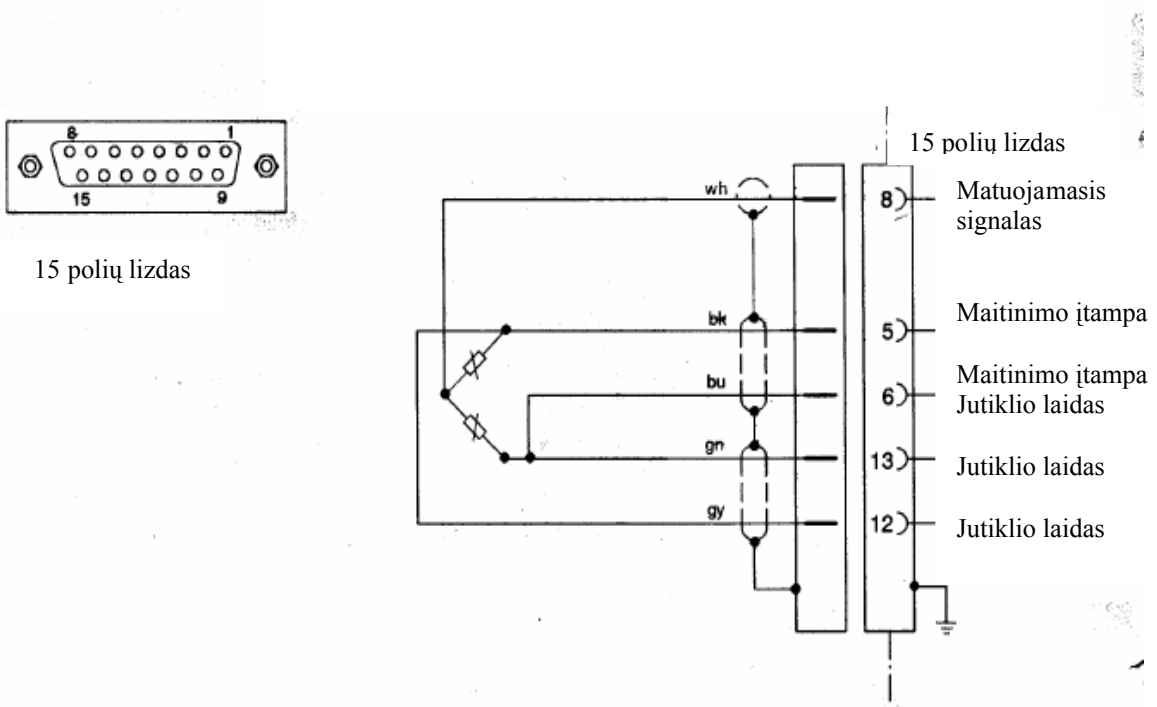 8 1
15 9
15 polių lizdas
15 polių lizdas
wh
8
Matuojamasis
signalas
bk
5
Maitinimo įtampa
bu
6
Maitinimo įtampa
Jutiklio laidas
gn
13
Jutiklio laidas
gy
12
Jutiklio laidas